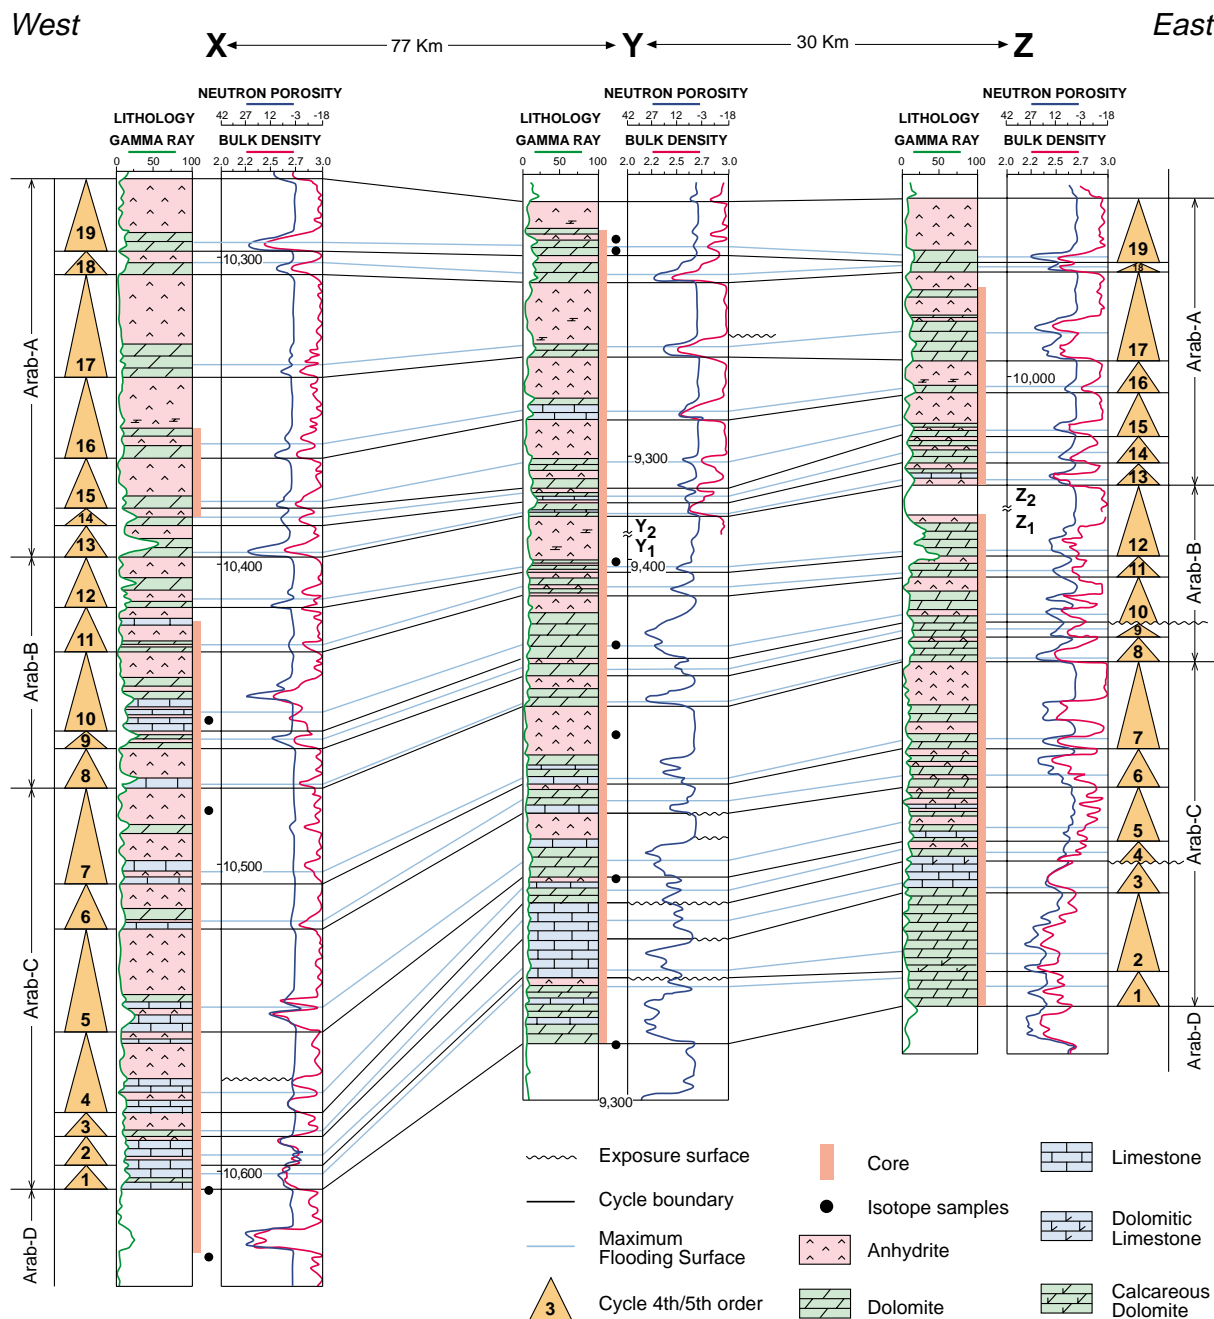 West
East
X
77 Km
Y
30 Km
Z
NEUTRON POROSITY
42 27 12 -3 -18
LITHOLOGY
GAMMA RAY
BULK DENSITY
0 50 100
2.0 2.2 2.5 2.7 3.0
NEUTRON POROSITY
42 27 12 -3 -18
LITHOLOGY
GAMMA RAY
BULK DENSITY
0 50 100
2.0 2.2 2.5 2.7 3.0
NEUTRON POROSITY
42 27 12 -3 -18
LITHOLOGY
GAMMA RAY
BULK DENSITY
0 50 100
2.0 2.2 2.5 2.7 3.0
Arab-A
Arab-B
Arab-C
Arab-D
19
18
17
16
15
14
13
12
11
10
9
8
7
6
5
4
3
2
1
10,300
10,400
10,500
10,600
9,300
Y2
Y1
9,400
9,300
10,000
Z2
Z1
19
18
17
16
15
14
13
12
11
10
9
8
7
6
5
4
3
2
1
Arab-A
Arab-B
Arab-C
Arab-D
Exposure surface
Cycle boundary
Maximum
Flooding Surface
3
Cycle 4th/5th order
Core
Isotope samples
Anhydrite
Dolomite
Limestone
Dolomitic
Limestone
Calcareous
Dolomite